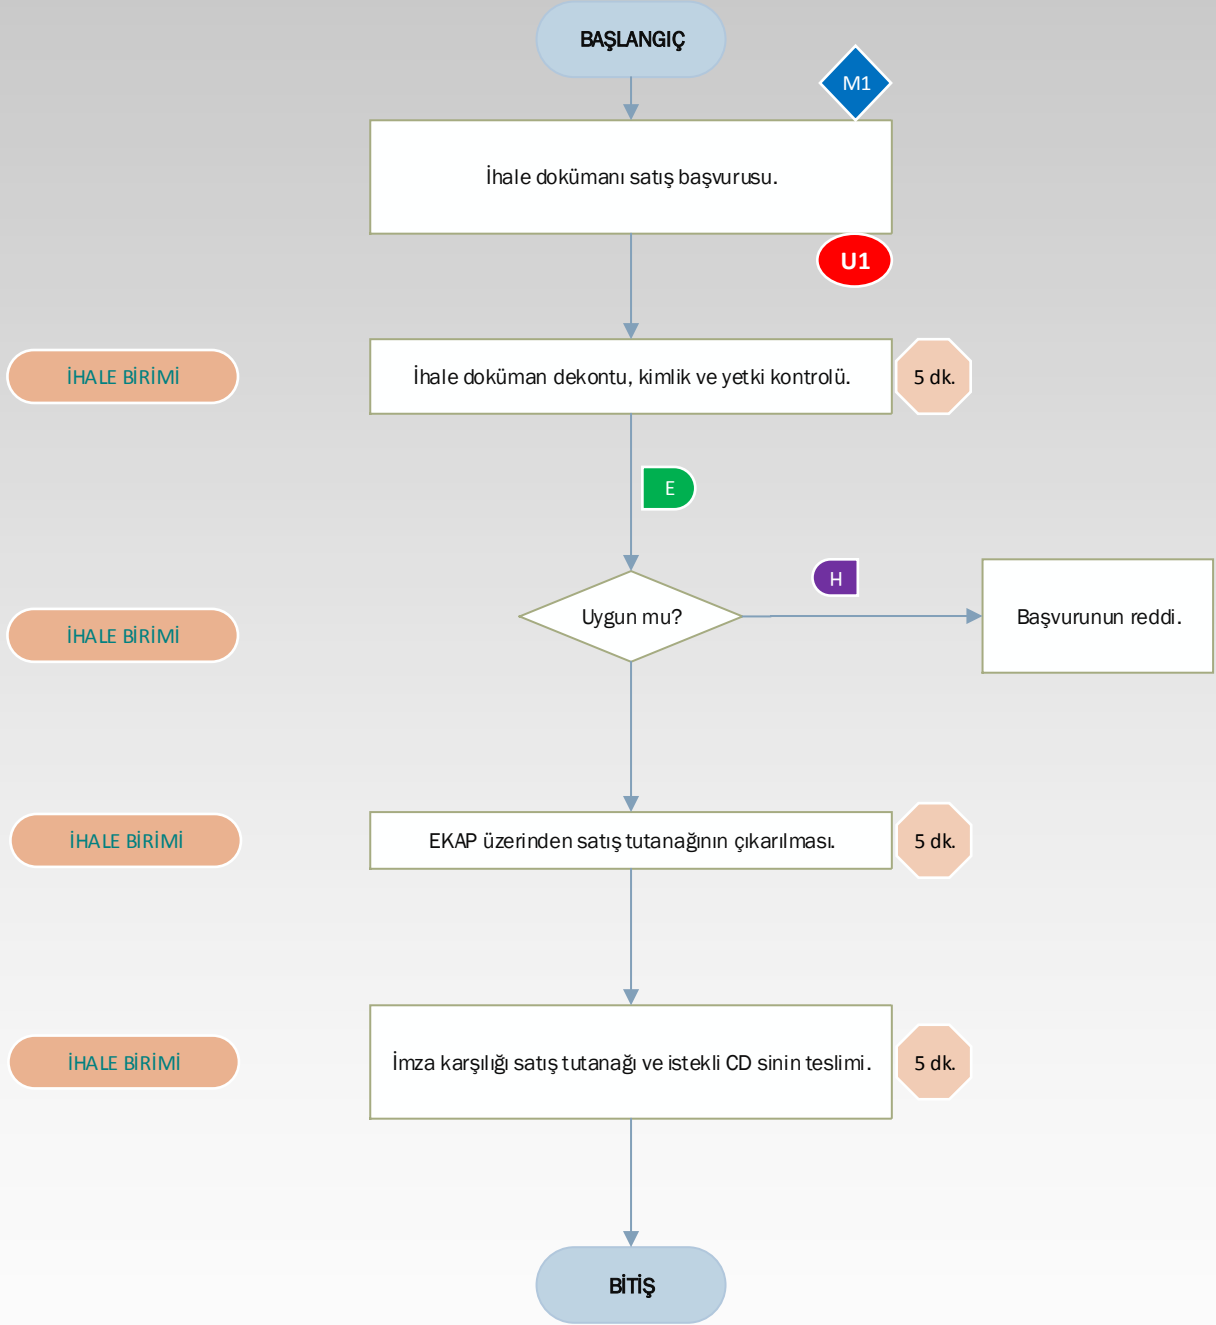 BAŞLANGIÇ
M1
İhale dokümanı satış başvurusu.
U1
İHALE BİRİMİ
İhale doküman dekontu, kimlik ve yetki kontrolü.
5 dk.
E
H
İHALE BİRİMİ
Uygun mu?
Başvurunun reddi.
İHALE BİRİMİ
EKAP üzerinden satış tutanağının çıkarılması.
5 dk.
İHALE BİRİMİ
İmza karşılığı satış tutanağı ve istekli CD sinin teslimi.
5 dk.
BİTİŞ